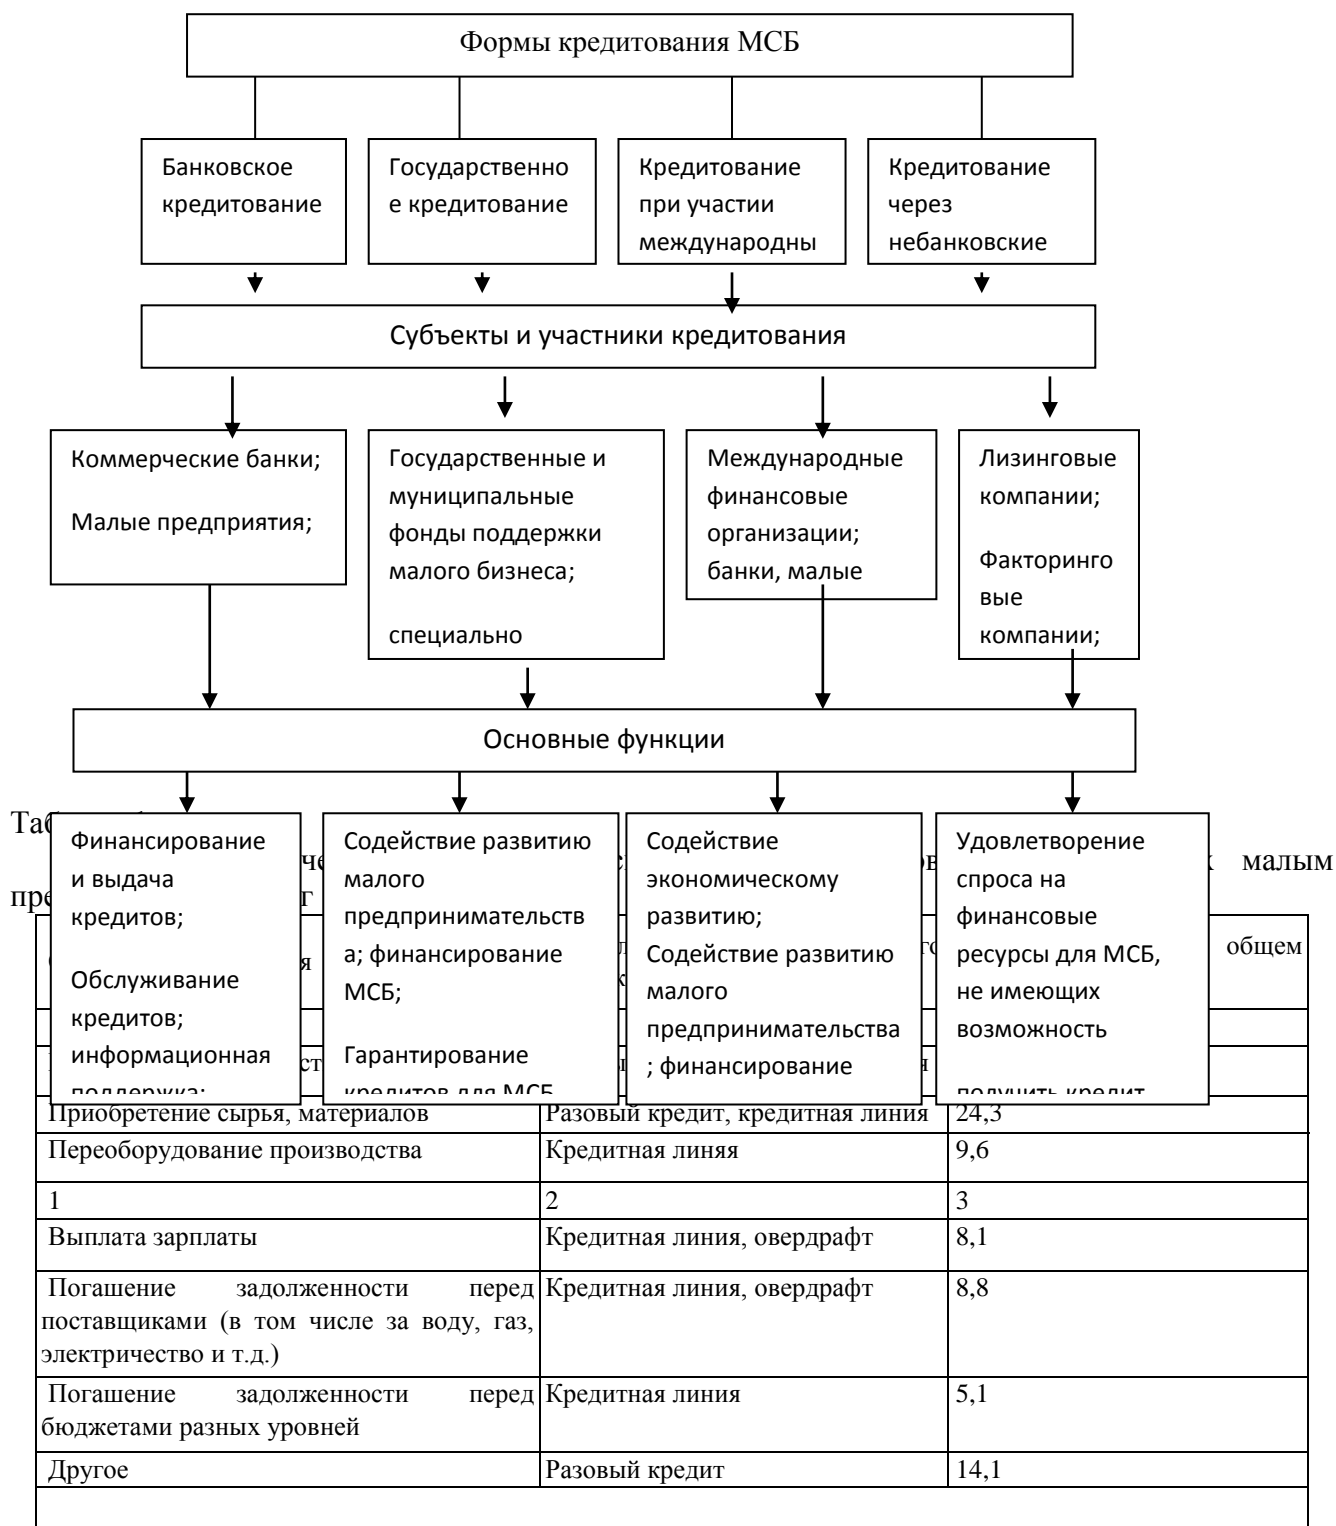 Формы кредитования МСБ
Банковское
кредитование
Государственно
е кредитование
Кредитование
при участии
международны
Кредитование
через
небанковские
Субъекты и участники кредитования
Коммерческие банки;
Малые предприятия;
Государственные и
муниципальные
фонды поддержки
малого бизнеса;
специально
Международные
финансовые
организации;
банки, малые
Лизинговые
компании;
Факторинго
вые
компании;
Основные функции
Финансирование
и выдача
кредитов;
Обслуживание
кредитов;
информационная
поддержка;
Содействие развитию
малого
предпринимательств
а; финансирование
МСБ;
Гарантирование
кредитов для МСБ
Содействие
экономическому
развитию;
Содействие развитию
малого
предпринимательства
; финансирование
Удовлетворение
спроса на
финансовые
ресурсы для МСБ,
не имеющих
возможность
получить кредит
малым
общем
Приобретение сырья, материалов Разовый кредит, кредитная линия 24,3
Переоборудование производства Кредитная линяя 9,6
1 2 3
Выплата зарплаты Кредитная линия, овердрафт 8,1
Погашение задолженности перед Кредитная линия, овердрафт 8,8
поставщиками (в том числе за воду, газ,
электричество и т.д.)
Погашение задолженности перед Кредитная линия 5,1
бюджетами разных уровней
Другое Разовый кредит 14,1